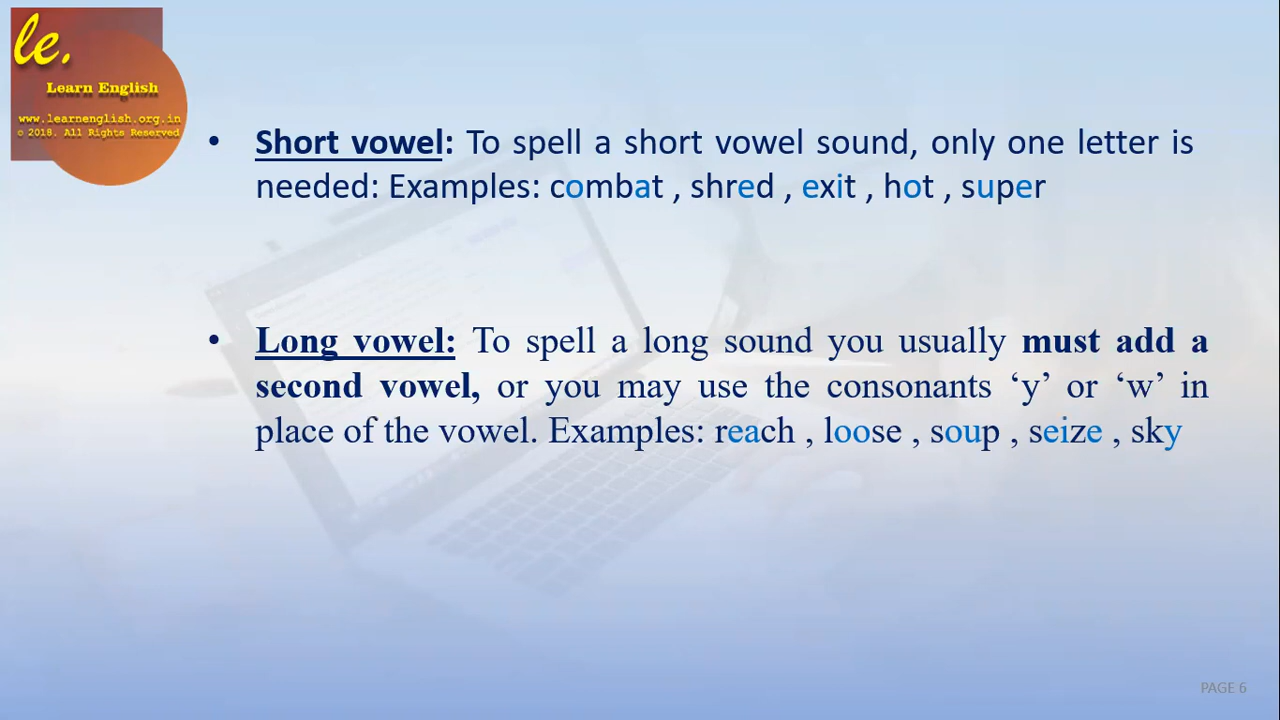 le.
Learn English
www.learnenglish.org.in
© 2018. All Rights Reserved
• Short vowel: To spell a short vowel sound, only one letter is
needed: Examples: combat , shred , exit , hot , super
• Long vowel: To spell a long sound you usually must add a
second vowel, or you may use the consonants ‘y’ or ‘w’ in
place of the vowel. Examples: reach , loose , soup , seize , sky
PAGE 6